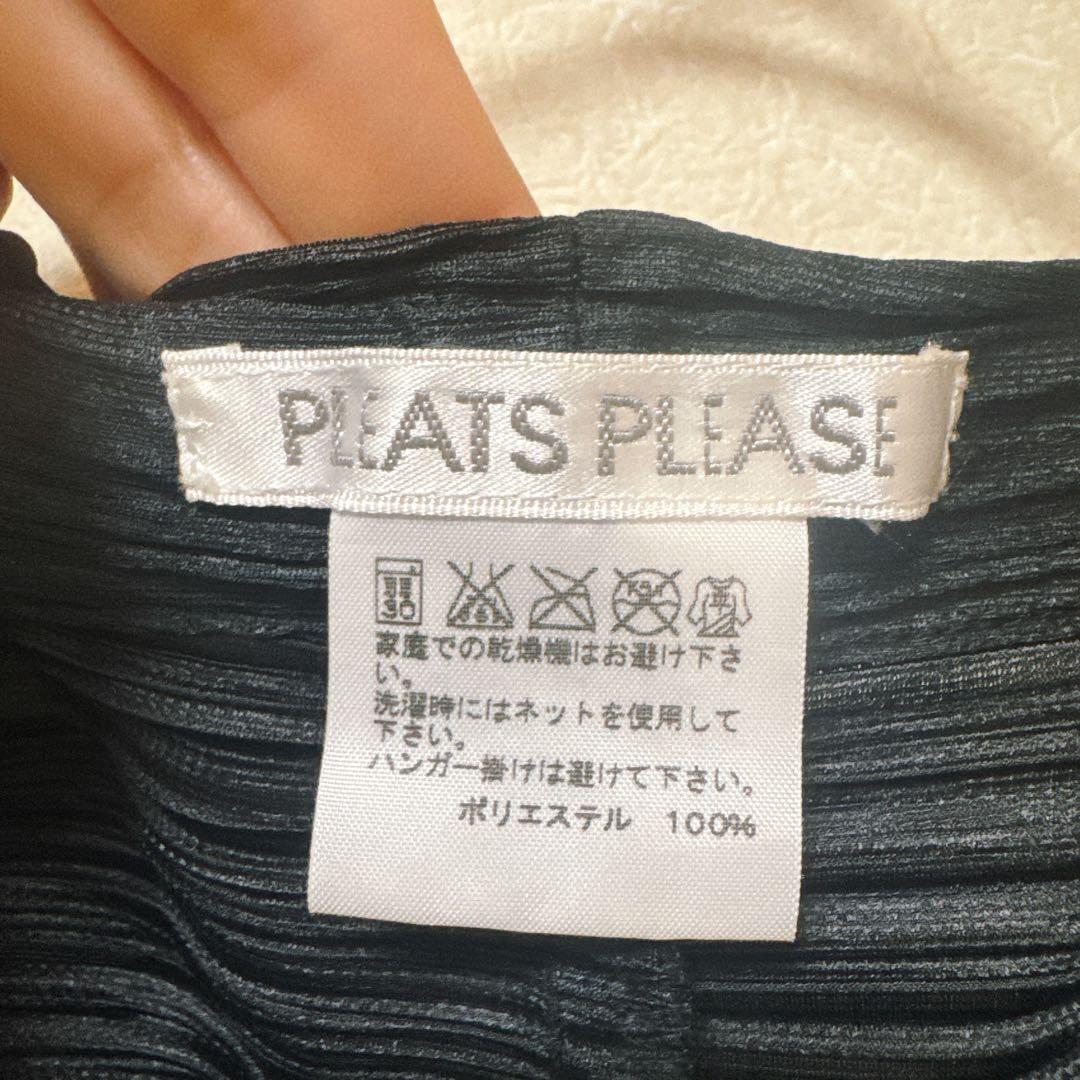 PLEATS PLEASE
家庭での乾燥機はお避け下さ
い。
洗濯時にはネットを使用して
下さい。
ハンガー掛けは避けて下さい。
ポリエステル 100%